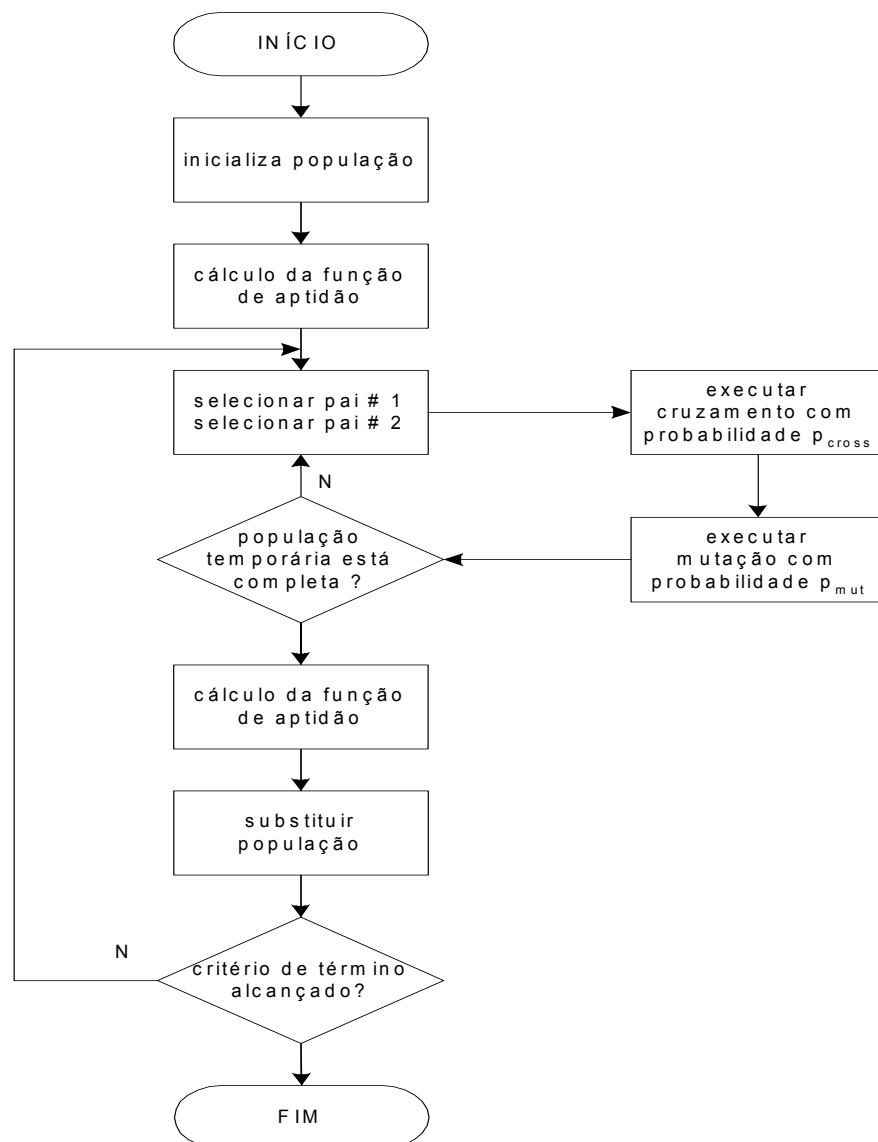 INÍCIO
inicializa população
cálculo da função
de aptidão
selecionar pai # 1
selecionar pai # 2
executar
cruzamento com
probabilidade p_cross
N
população
temporária está
completa ?
executar
mutação com
probabilidade p_mut
cálculo da função
de aptidão
substituir
população
N
critério de término
alcançado?
FIM